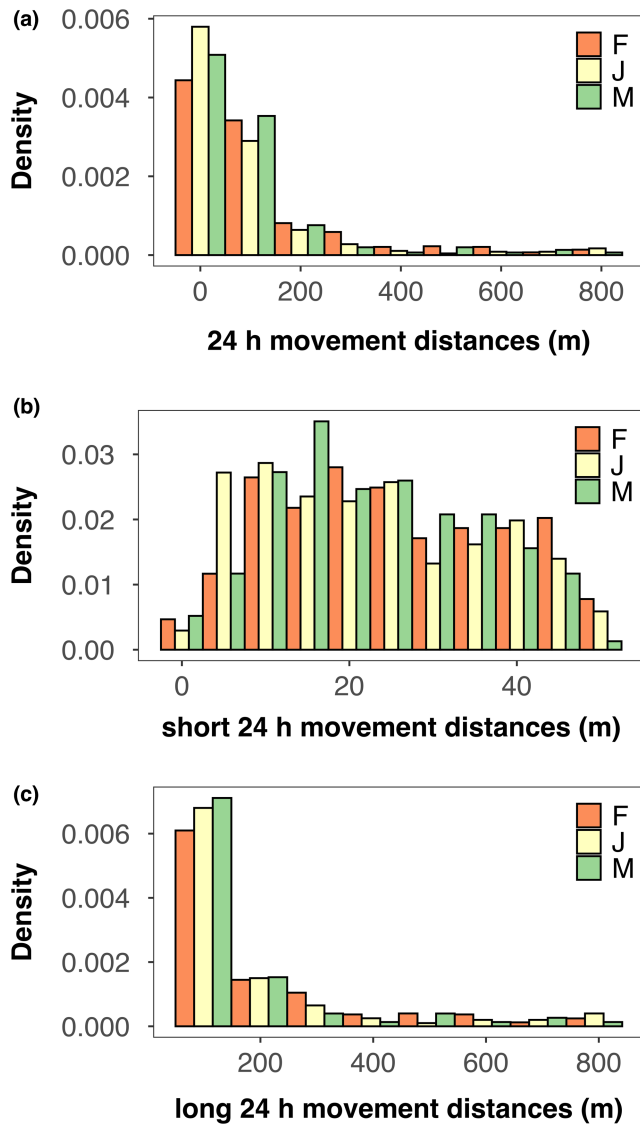 (a)
0.006
0.004
0.002
0.000
Density
F
J
M
0 200 400 600 800
24 h movement distances (m)
(b)
0.03
0.02
0.01
0.00
Density
F
J
M
0 20 40
short 24 h movement distances (m)
(c)
0.006
0.004
0.002
0.000
Density
F
J
M
200 400 600 800
long 24 h movement distances (m)